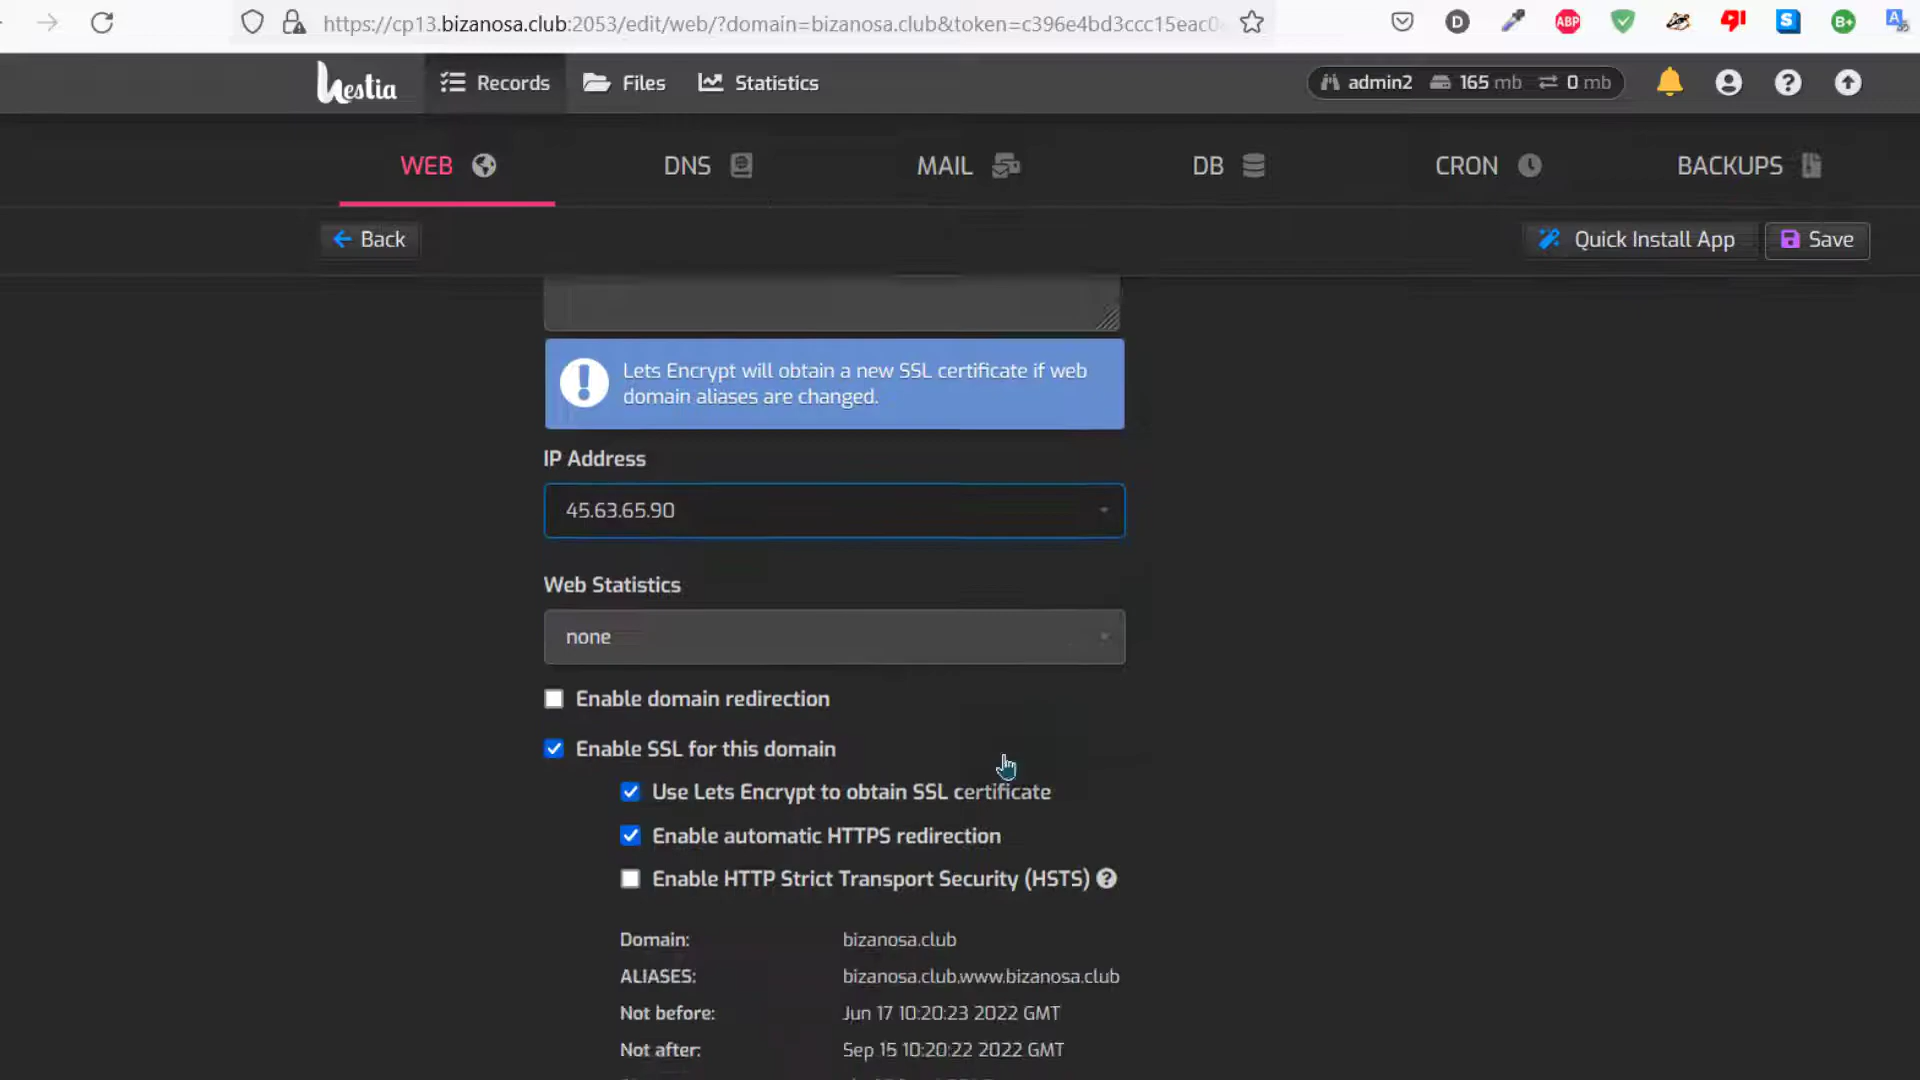 https://cp13.bizanosa.club:2053/edit/web/?domain=bizanosa.club&token=c396e4bd3ccc15eac0
D
ABP
S
B+
A
Hestia
Records
Files
Statistics
admin2 165 mb 0 mb
WEB
DNS
MAIL
DB
CRON
BACKUPS
Back
Quick Install App
Save
Lets Encrypt will obtain a new SSL certificate if web
domain aliases are changed.
IP Address
45.63.65.90
Web Statistics
none
Enable domain redirection
Enable SSL for this domain
Use Lets Encrypt to obtain SSL certificate
Enable automatic HTTPS redirection
Enable HTTP Strict Transport Security (HSTS)
Domain: bizanosa.club
ALIASES: bizanosa.club,www.bizanosa.club
Not before: Jun 17 10:20:23 2022 GMT
Not after: Sep 15 10:20:22 2022 GMT